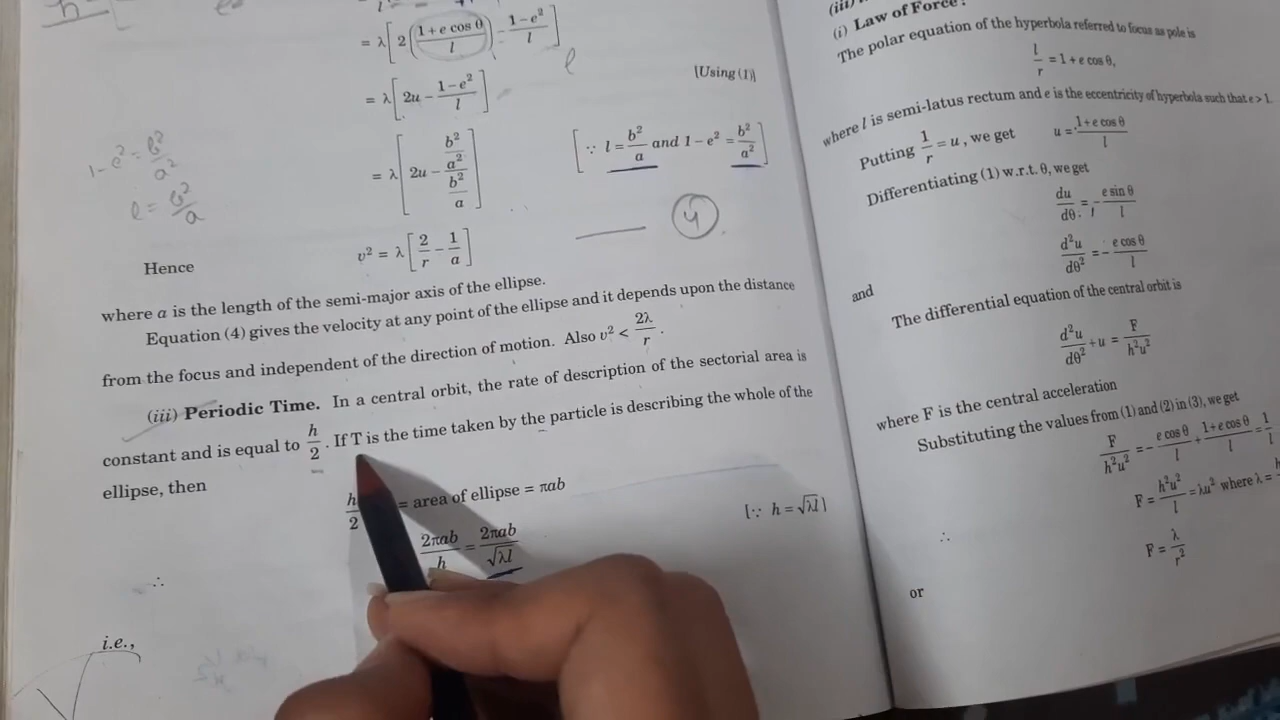 = λ[ 2( (1 + e cos θ)/l ) − (1 − e²)/l ]
l
= λ[ 2u − (1 − e²)/l ] [Using (1)]
1 − e² = b²/a²
l = b²/a
= λ[ 2u − (b²/a²)/(b²/a) ] [ ∵ l = b²/a and 1 − e² = b²/a² ]
Hence v² = λ[ 2/r − 1/a ] 4
where a is the length of the semi-major axis of the ellipse.
Equation (4) gives the velocity at any point of the ellipse and it depends upon the distance
from the focus and independent of the direction of motion. Also v² < 2λ/r .
(iii) Periodic Time. In a central orbit, the rate of description of the sectorial area is
constant and is equal to h/2 . If T is the time taken by the particle is describing the whole of the
ellipse, then
h/2 = area of ellipse = πab
∴ 2πab/h = 2πab/√λl [∵ h = √λl]
i.e.,
(iii)
(i) Law of Force :
The polar equation of the hyperbola referred to focus as pole is
l/r = 1 + e cos θ,
where l is semi-latus rectum and e is the eccentricity of hyperbola such that e > 1.
Putting 1/r = u, we get u = (1 + e cos θ)/l
Differentiating (1) w.r.t. θ, we get
du/dθ = − e sin θ/l
and d²u/dθ² = − e cos θ/l
The differential equation of the central orbit is
d²u/dθ² + u = F/h²u²
where F is the central acceleration
Substituting the values from (1) and (2) in (3), we get
F/h²u² = − e cos θ/l + (1 + e cos θ)/l = 1/l
∴ F = h²u²/l = λu² where λ =
or F = λ/r²